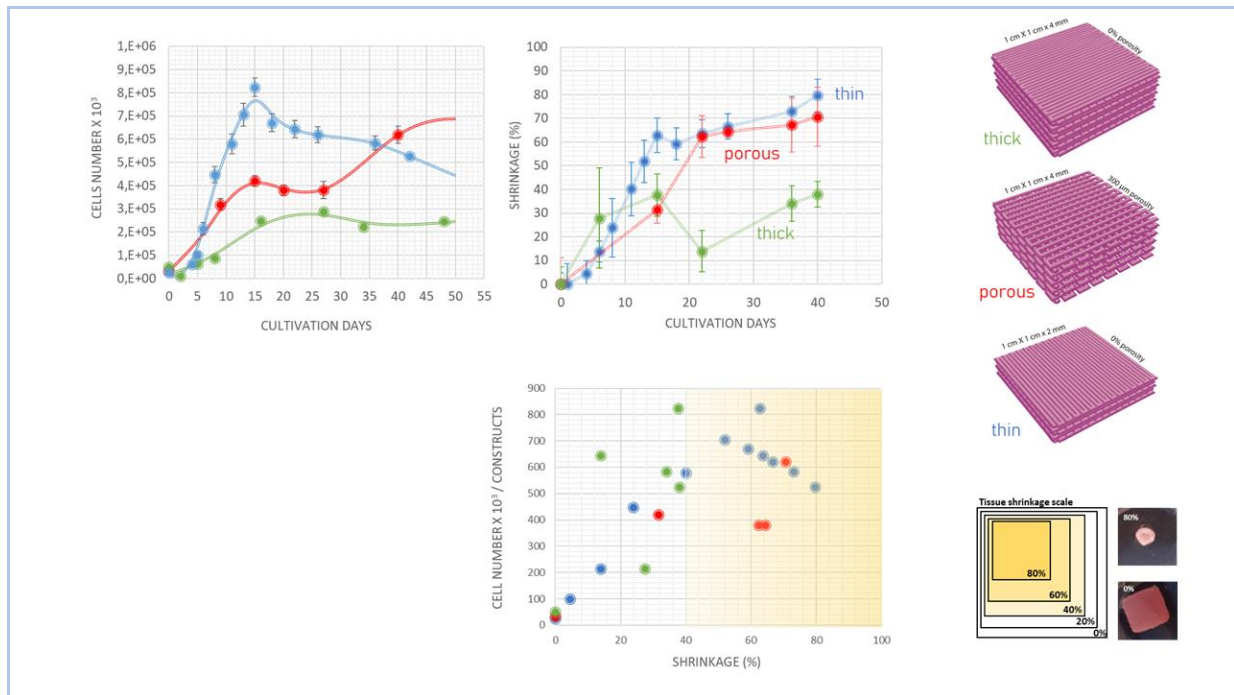 1,E+06
9,E+05
8,E+05
7,E+05
6,E+05
5,E+05
4,E+05
3,E+05
2,E+05
1,E+05
0,E+00
CELLS NUMBER X 10³
0 5 10 15 20 25 30 35 40 45 50 55
CULTIVATION DAYS
100
90
80
70
60
50
40
30
20
10
0
SHRINKAGE (%)
thin
porous
thick
0 10 20 30 40 50
CULTIVATION DAYS
1 cm X 1 cm x 4 mm
0% porosity
thick
1 cm X 1 cm x 4 mm
300 µm porosity
porous
1 cm X 1 cm x 2 mm
0% porosity
thin
900
800
700
600
500
400
300
200
100
0
CELL NUMBER X 10³ / CONSTRUCTS
0 20 40 60 80 100
SHRINKAGE (%)
Tissue shrinkage scale
80%
60%
40%
20%
0%
80%
0%